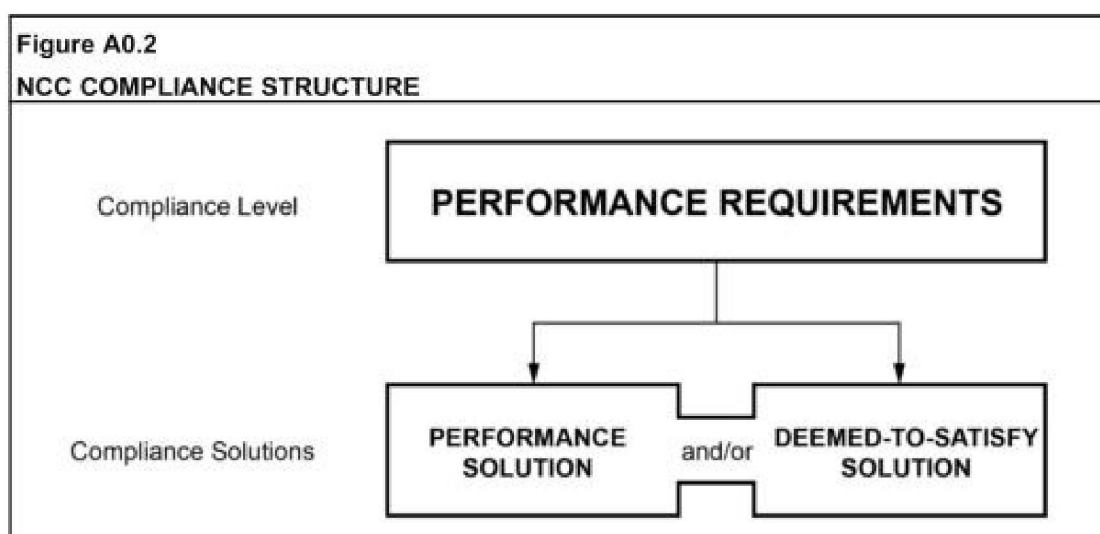 Figure A0.2
NCC COMPLIANCE STRUCTURE
Compliance Level
PERFORMANCE REQUIREMENTS
Compliance Solutions
PERFORMANCE
SOLUTION
and/or
DEEMED-TO-SATISFY
SOLUTION